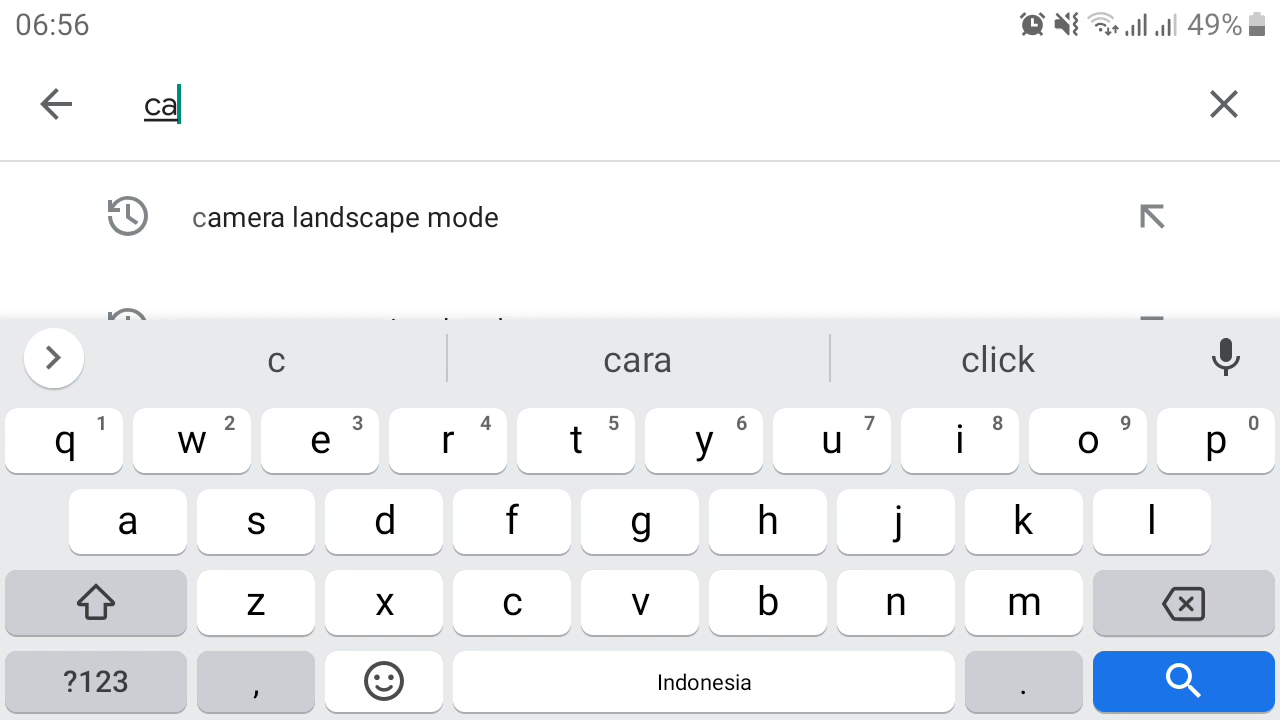 06:56 49%
ca
camera landscape mode
c cara click
q 1 w 2 e 3 r 4 t 5 y 6 u 7 i 8 o 9 p 0
a s d f g h j k l
z x c v b n m
?123 , Indonesia .